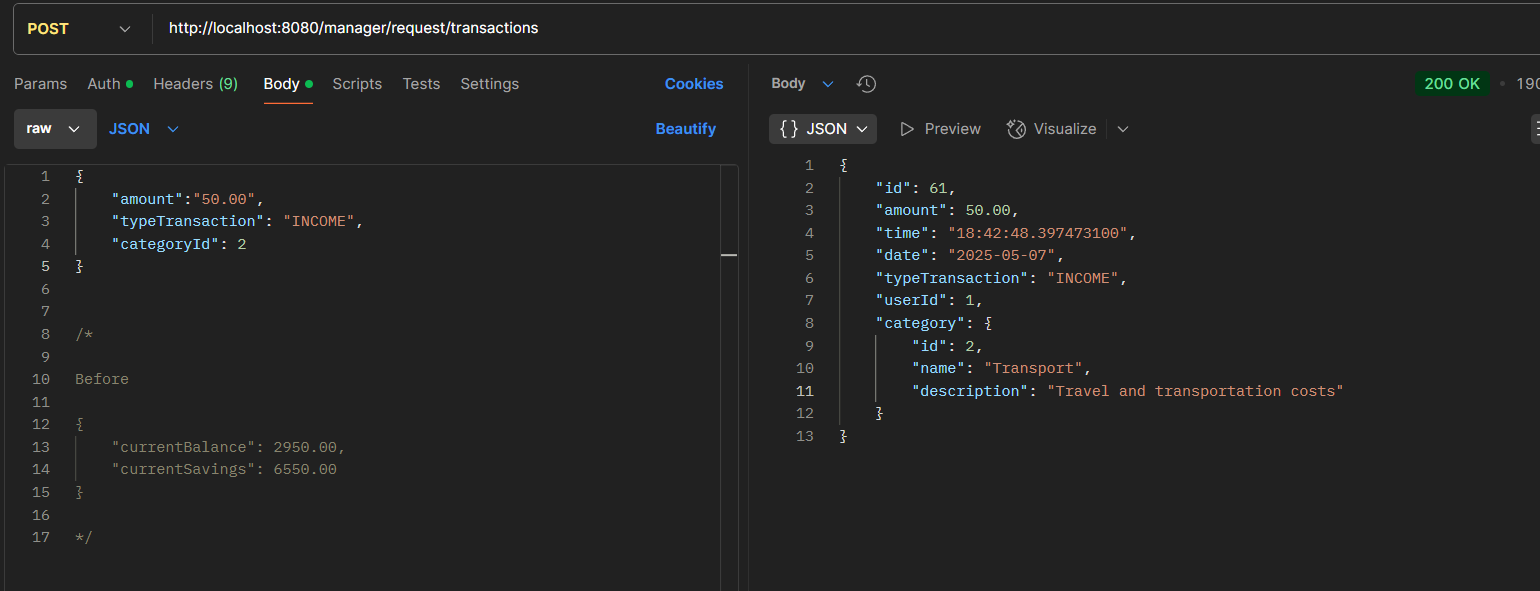 POST http://localhost:8080/manager/request/transactions
Params Auth Headers (9) Body Scripts Tests Settings Cookies
raw JSON Beautify
1 {
2 "amount":"50.00",
3 "typeTransaction": "INCOME",
4 "categoryId": 2
5 }
6
7
8 /*
9
10 Before
11
12 {
13 "currentBalance": 2950.00,
14 "currentSavings": 6550.00
15 }
16
17 */
Body 200 OK • 190
{} JSON Preview Visualize
1 {
2 "id": 61,
3 "amount": 50.00,
4 "time": "18:42:48.397473100",
5 "date": "2025-05-07",
6 "typeTransaction": "INCOME",
7 "userId": 1,
8 "category": {
9 "id": 2,
10 "name": "Transport",
11 "description": "Travel and transportation costs"
12 }
13 }